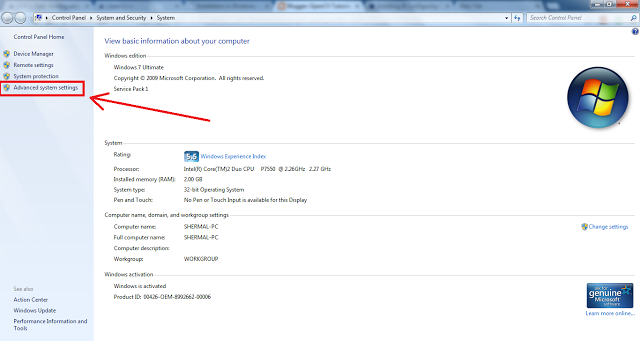 Control Panel
System and Security
System
Search Control Panel
Control Panel Home
Device Manager
Remote settings
System protection
Advanced system settings
See also
Action Center
Windows Update
Performance Information and
Tools
View basic information about your computer
Windows edition
Windows 7 Ultimate
Copyright © 2009 Microsoft Corporation. All rights reserved.
Service Pack 1
System
Rating: 5,6 Windows Experience Index
Processor: Intel(R) Core(TM)2 Duo CPU P7550 @ 2.26GHz 2.27 GHz
Installed memory (RAM): 2.00 GB
System type: 32-bit Operating System
Pen and Touch: No Pen or Touch Input is available for this Display
Computer name, domain, and workgroup settings
Computer name: SHERMAL-PC
Change settings
Full computer name: SHERMAL-PC
Computer description:
Workgroup: WORKGROUP
Windows activation
Windows is activated
Product ID: 00426-OEM-8992662-00006
ask for
genuine
Microsoft
software
Learn more online...